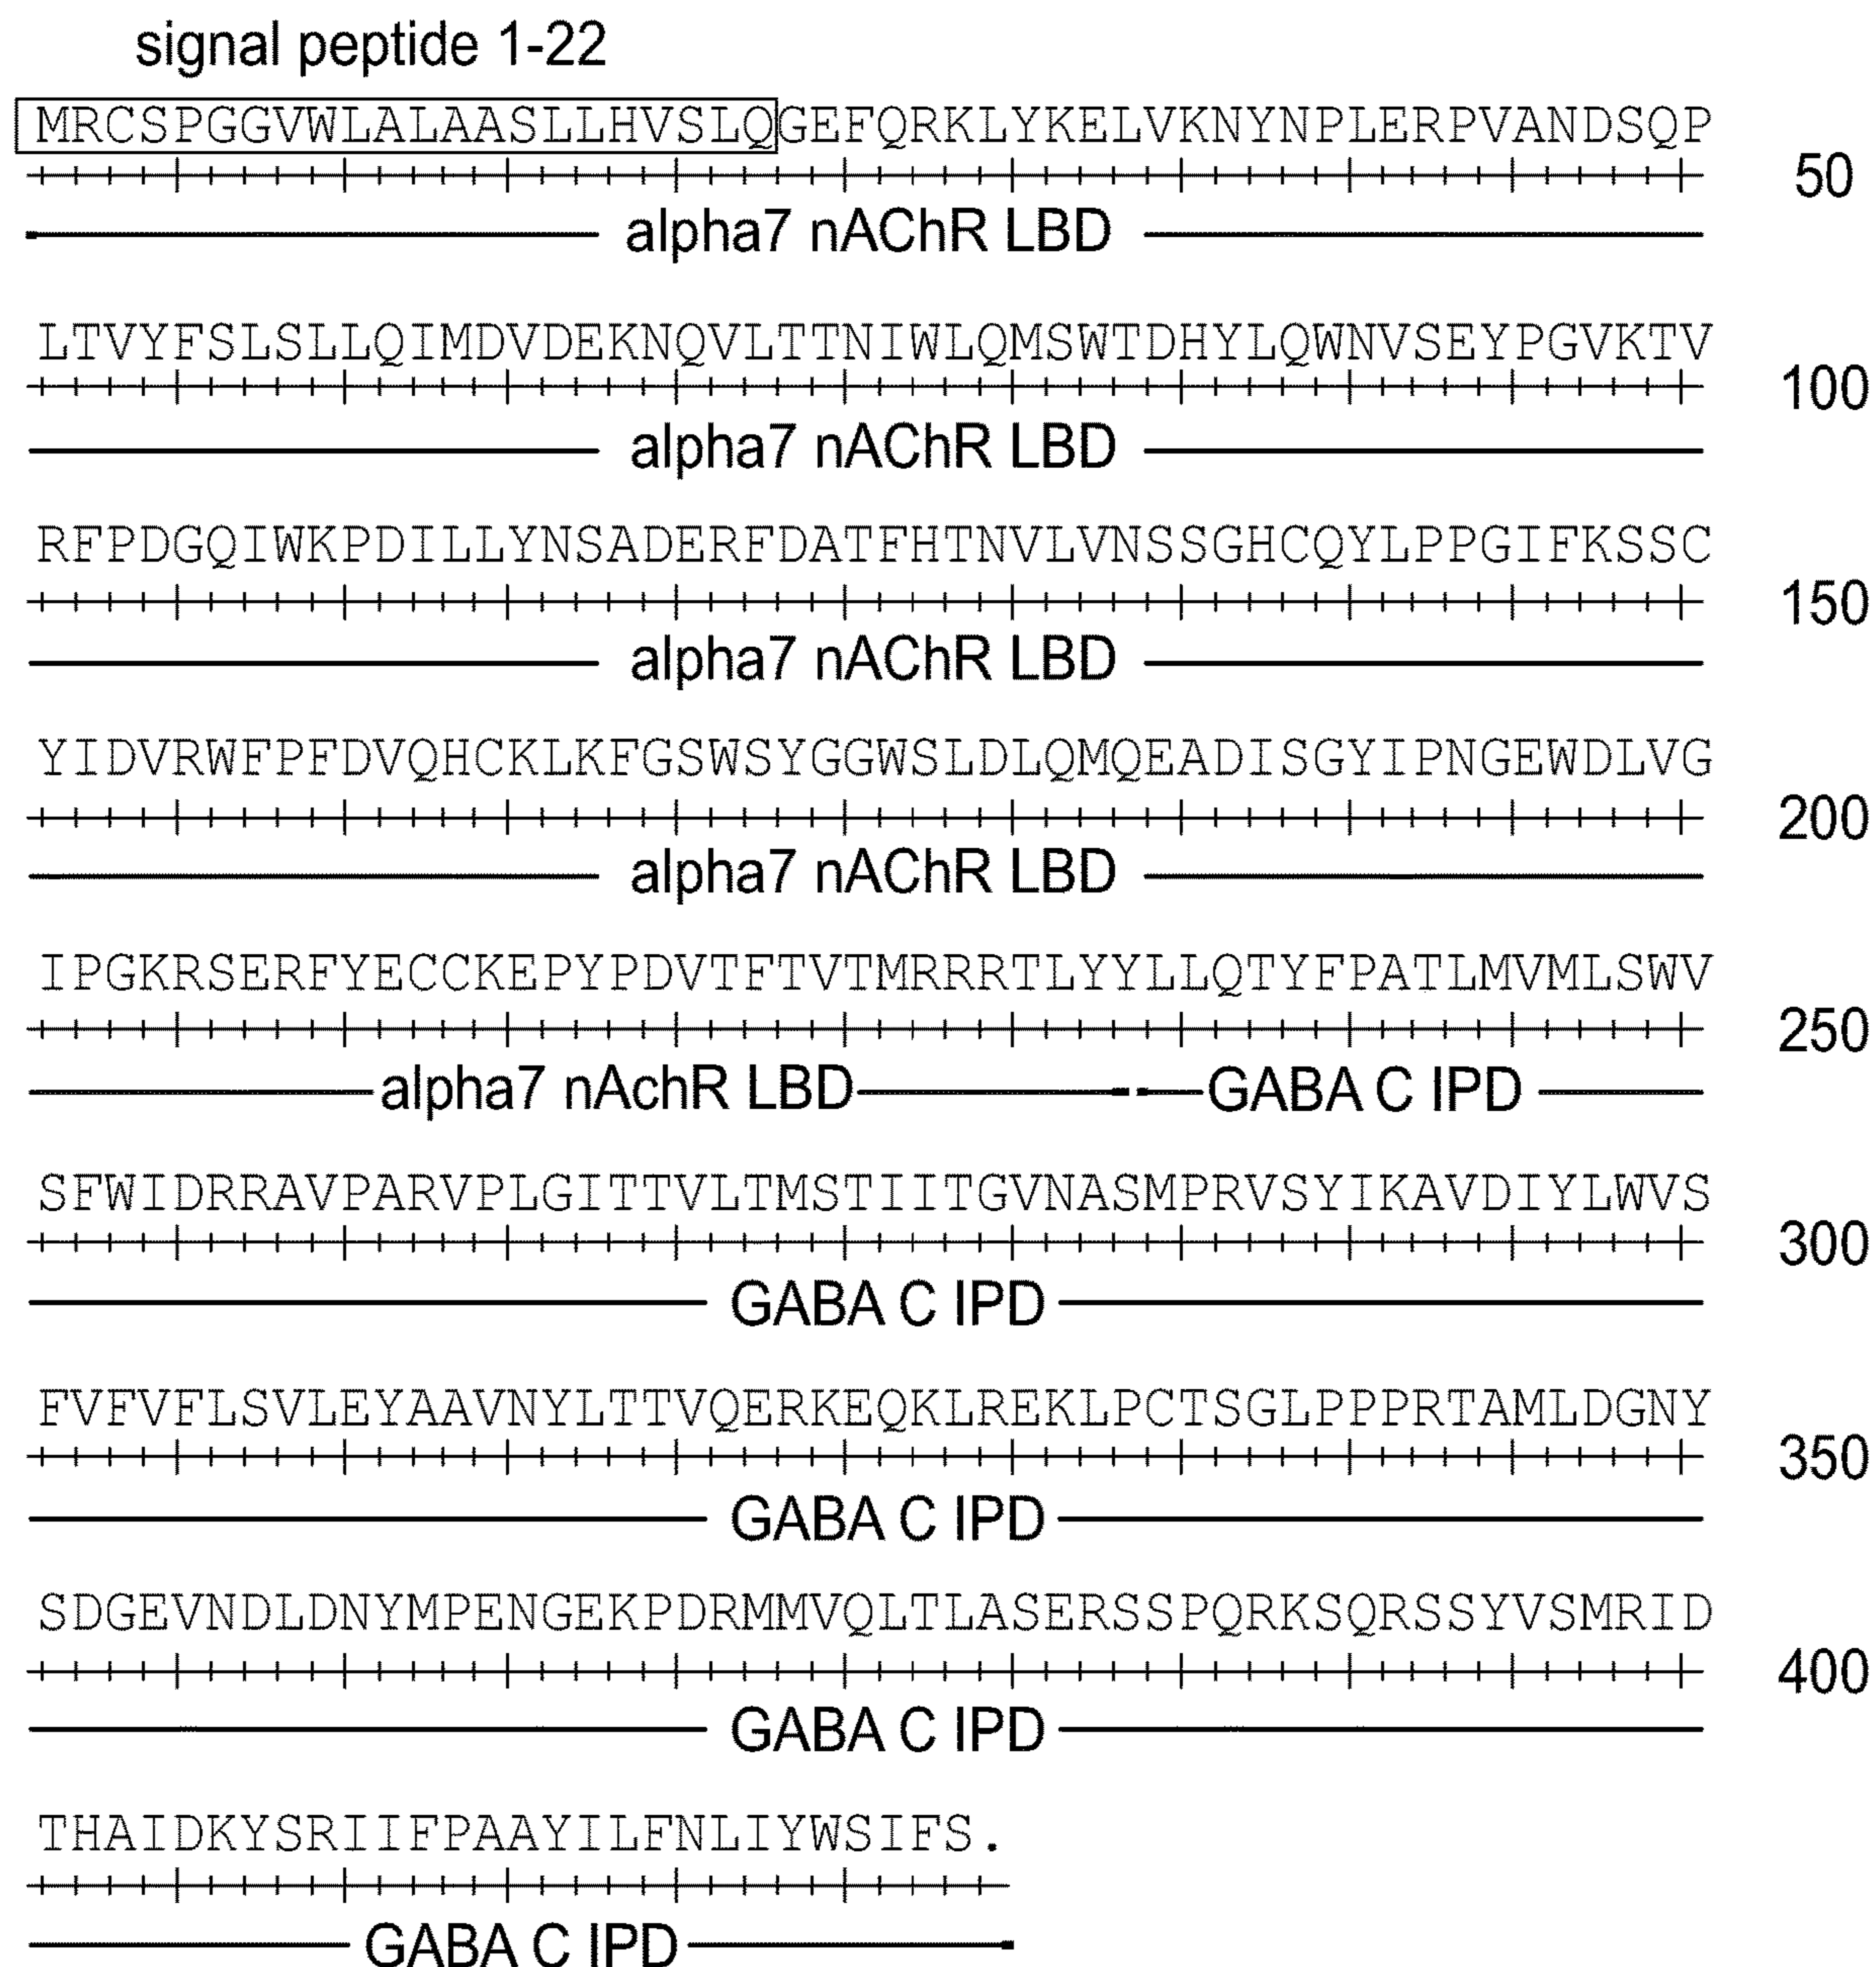 signal peptide 1-22
MRCSPGGVWLALAASLLHVSLQGEFQRKLYKELVKNYNPLERPVANDSQP
50
alpha7 nAChR LBD
LTVYFSLSLLQIMDVDEKNQVLTTNIWLQMSWTDHYLQWNVSEYPGVKTV
100
alpha7 nAChR LBD
RFPDGQIWKPDILLYNSADERFDATFHTNVLVNSSGHCQYLPPGIFKSSC
150
alpha7 nAChR LBD
YIDVRWFPFDVQHCKLKFGSWSYGGWSLDLQMQEADISGYIPNGEWDLVG
200
alpha7 nAChR LBD
IPGKRSERFYECCKEPYPDVTFTVTMRRRTLYYLLQTYFPATLMVMLSWV
250
alpha7 nAchR LBD GABA C IPD
SFWIDRRAVPARVPLGITTVLTMSTIITGVNASMPRVSYIKAVDIYLWVS
300
GABA C IPD
FVFVFLSVLEYAAVNYLTTVQERKEQKLREKLPCTSGLPPPRTAMLDGNY
350
GABA C IPD
SDGEVNDLDNYMPENGEKPDRMMVQLTLASERSSPQRKSQRSSYVSMRID
400
GABA C IPD
THAIDKYSRIIFPAAYILFNLIYWSIFS.
GABA C IPD